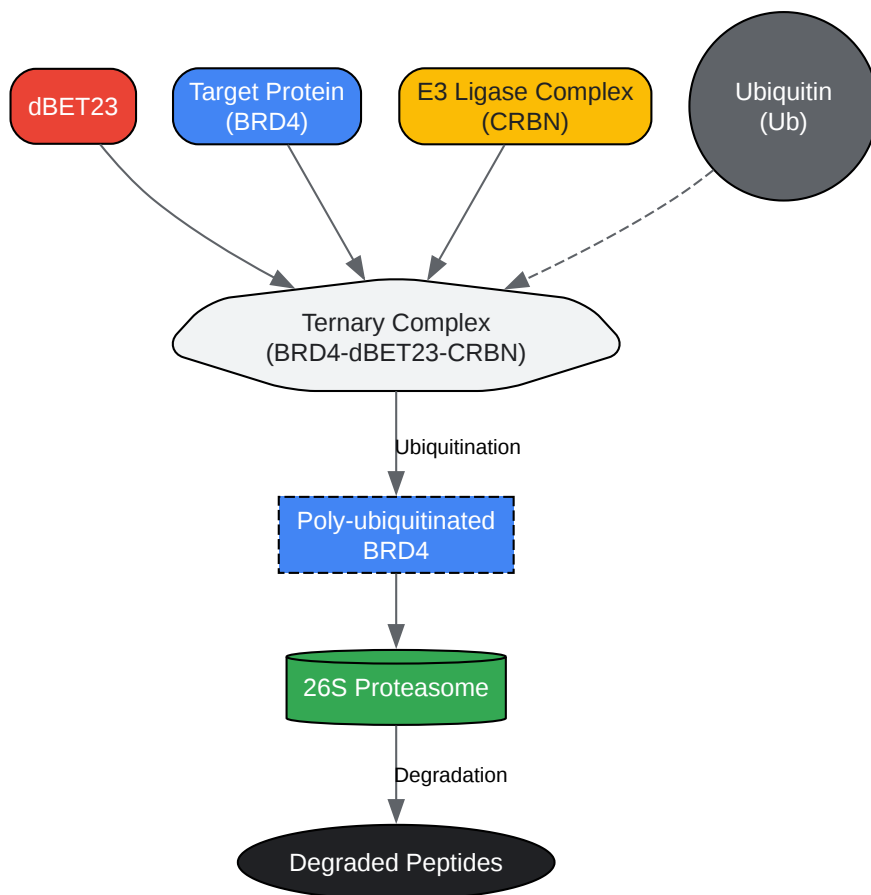 dBET23
Target Protein
(BRD4)
E3 Ligase Complex
(CRBN)
Ubiquitin
(Ub)
Ternary Complex
(BRD4-dBET23-CRBN)
Ubiquitination
Poly-ubiquitinated
BRD4
26S Proteasome
Degradation
Degraded Peptides